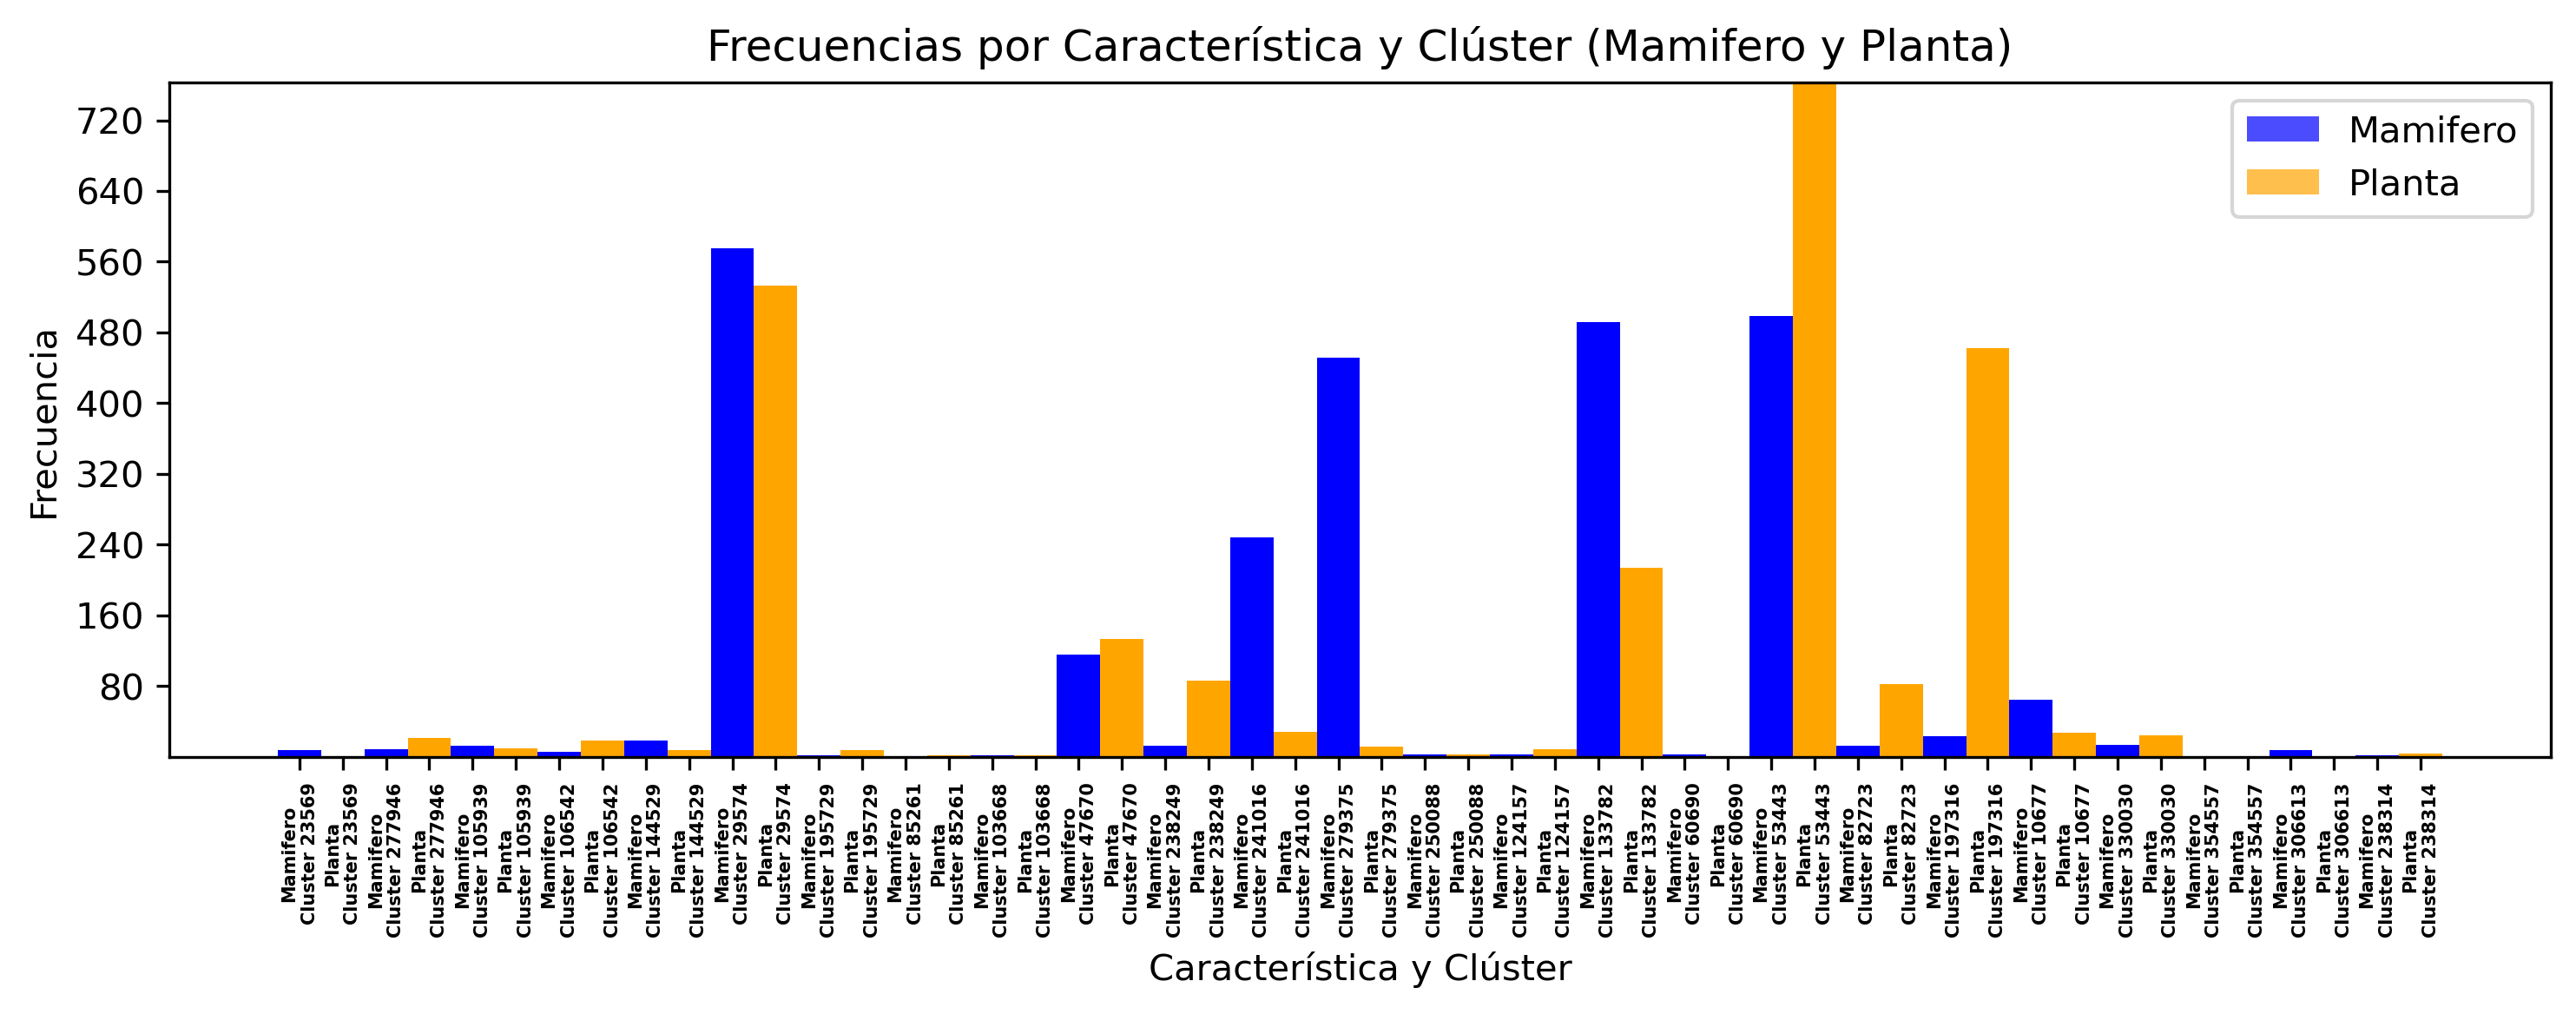 Frecuencias por Característica y Clúster (Mamifero y Planta)
720
640
560
480
400
320
240
160
80
Frecuencia
Mamifero
Planta
Mamifero
Cluster 23569
Planta
Cluster 23569
Mamifero
Cluster 277946
Planta
Cluster 277946
Mamifero
Cluster 105939
Planta
Cluster 105939
Mamifero
Cluster 106542
Planta
Cluster 106542
Mamifero
Cluster 144529
Planta
Cluster 144529
Mamifero
Cluster 29574
Planta
Cluster 29574
Mamifero
Cluster 195729
Planta
Cluster 195729
Mamifero
Cluster 85261
Planta
Cluster 85261
Mamifero
Cluster 103668
Planta
Cluster 103668
Mamifero
Cluster 47670
Planta
Cluster 47670
Mamifero
Cluster 238249
Planta
Cluster 238249
Mamifero
Cluster 241016
Planta
Cluster 241016
Mamifero
Cluster 279375
Planta
Cluster 279375
Mamifero
Cluster 250088
Planta
Cluster 250088
Mamifero
Cluster 124157
Planta
Cluster 124157
Mamifero
Cluster 133782
Planta
Cluster 133782
Mamifero
Cluster 60690
Planta
Cluster 60690
Mamifero
Cluster 53443
Planta
Cluster 53443
Mamifero
Cluster 82723
Planta
Cluster 82723
Mamifero
Cluster 197316
Planta
Cluster 197316
Mamifero
Cluster 10677
Planta
Cluster 10677
Mamifero
Cluster 330030
Planta
Cluster 330030
Mamifero
Cluster 354557
Planta
Cluster 354557
Mamifero
Cluster 306613
Planta
Cluster 306613
Mamifero
Cluster 238314
Planta
Cluster 238314
Característica y Clúster